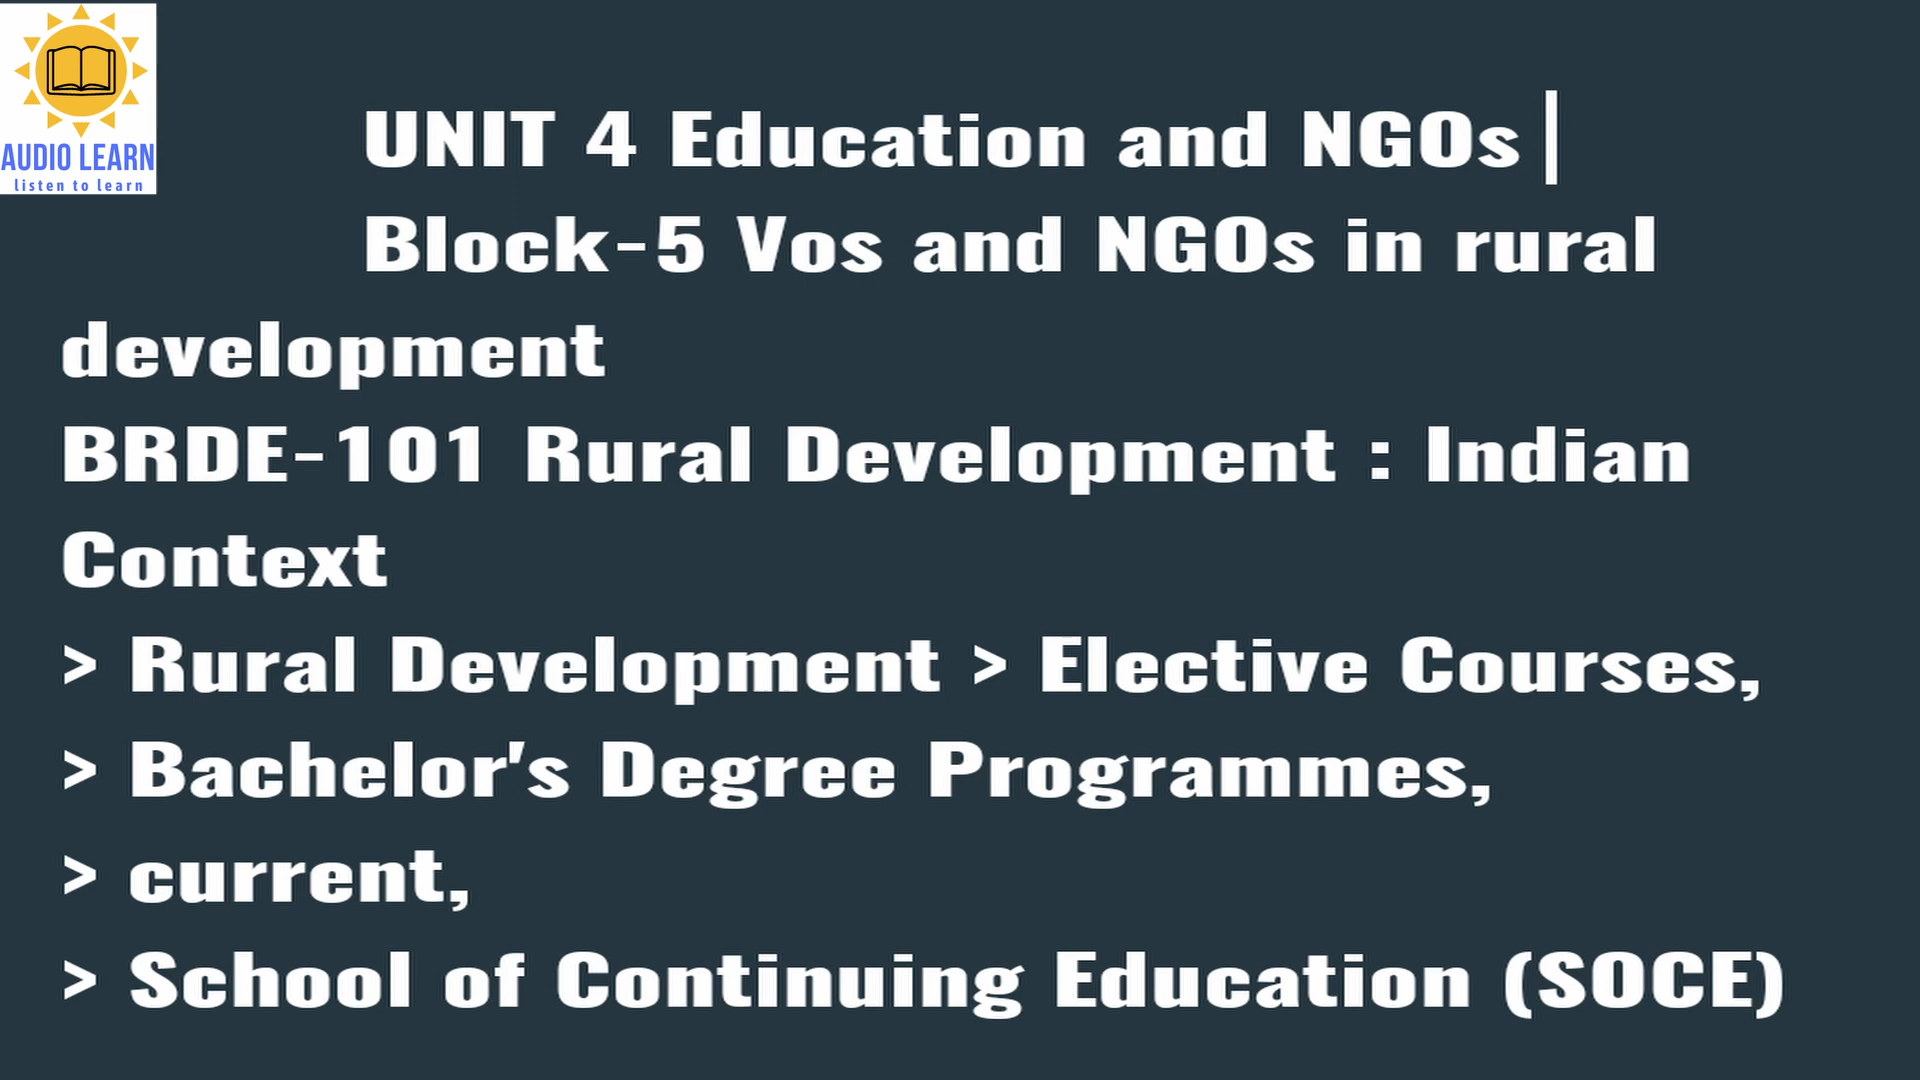 AUDIO LEARN
listen to learn
UNIT 4 Education and NGOs|
Block-5 Vos and NGOs in rural
development
BRDE-101 Rural Development : Indian
Context
> Rural Development > Elective Courses,
> Bachelor's Degree Programmes,
> current,
> School of Continuing Education (SOCE)